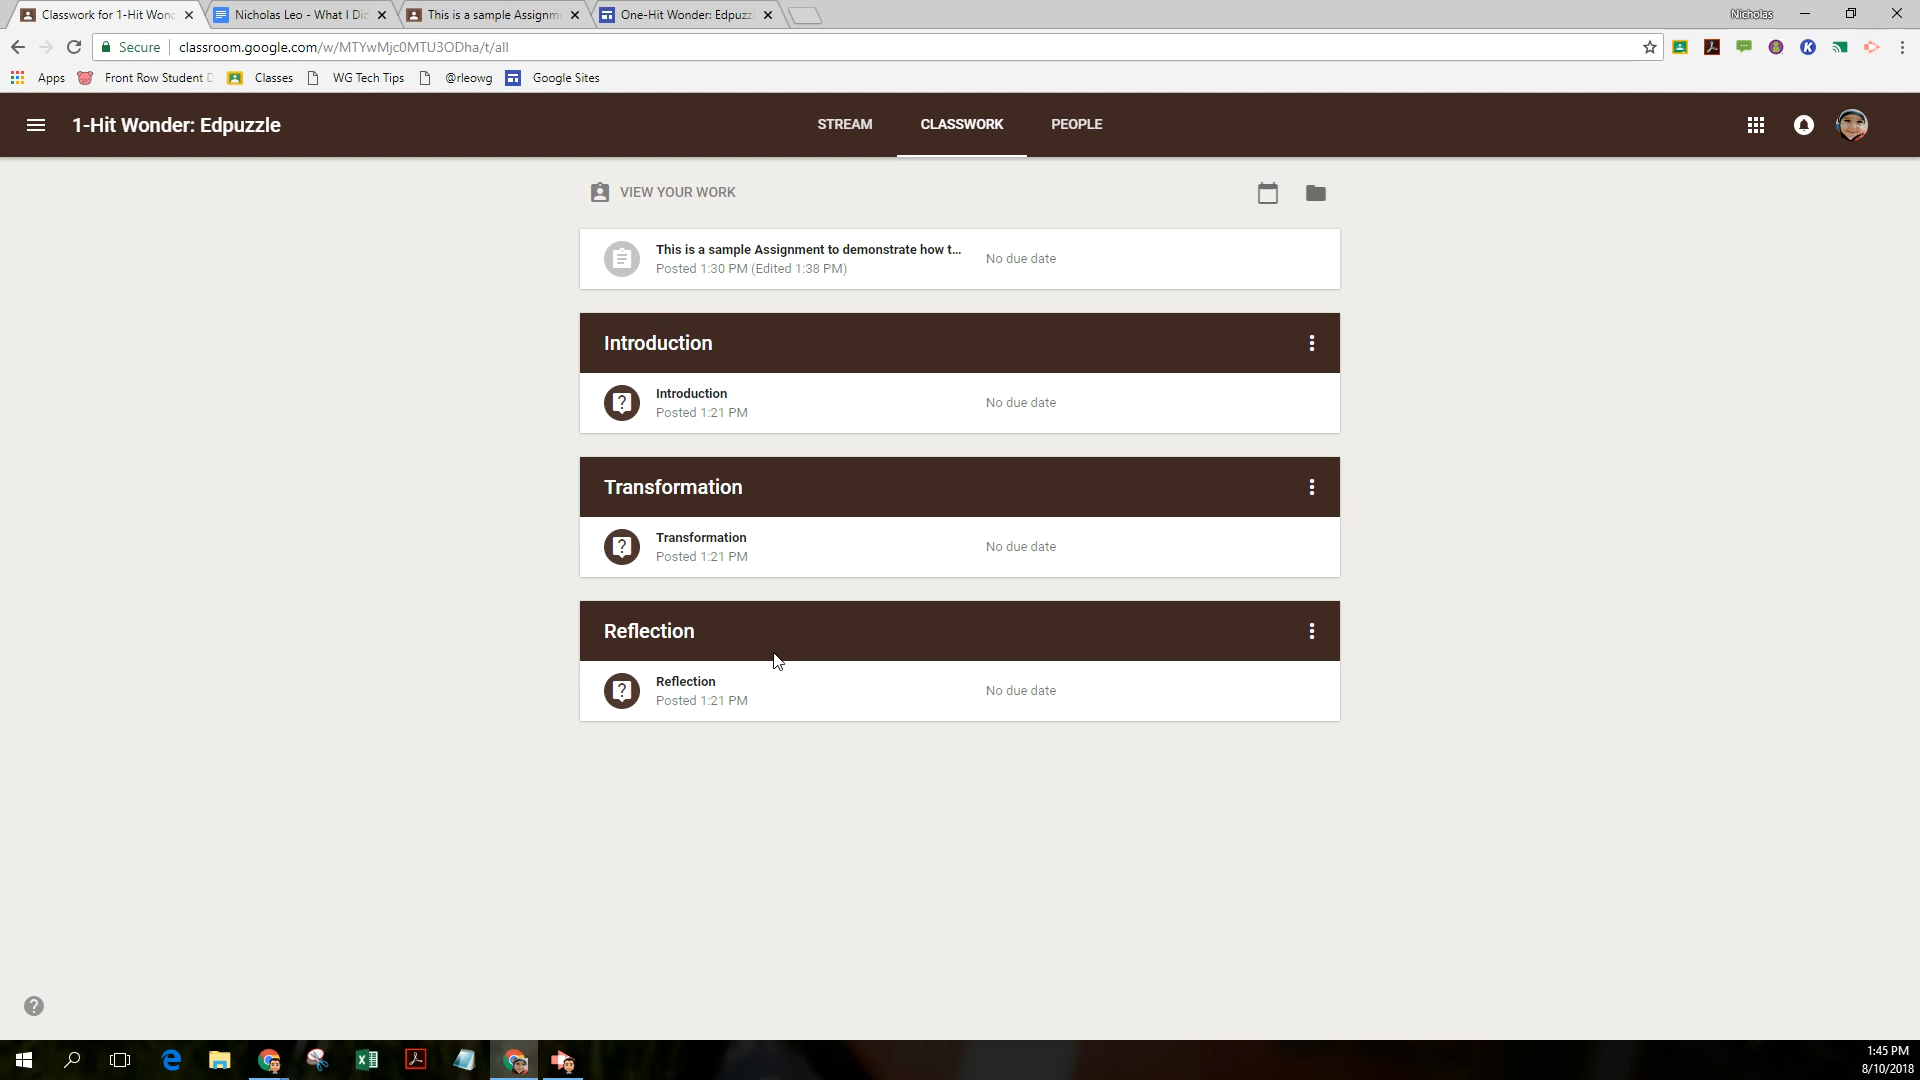 Classwork for 1-Hit Wond
Nicholas Leo - What I Did
This is a sample Assignme
One-Hit Wonder: Edpuzz
Nicholas
Secure
classroom.google.com/w/MTYwMjc0MTU3ODha/t/all
Apps
Front Row Student D
Classes
WG Tech Tips
@rleowg
Google Sites
1-Hit Wonder: Edpuzzle
STREAM
CLASSWORK
PEOPLE
VIEW YOUR WORK
This is a sample Assignment to demonstrate how t...
No due date
Posted 1:30 PM (Edited 1:38 PM)
Introduction
Introduction
No due date
Posted 1:21 PM
Transformation
Transformation
No due date
Posted 1:21 PM
Reflection
Reflection
No due date
Posted 1:21 PM
1:45 PM
8/10/2018